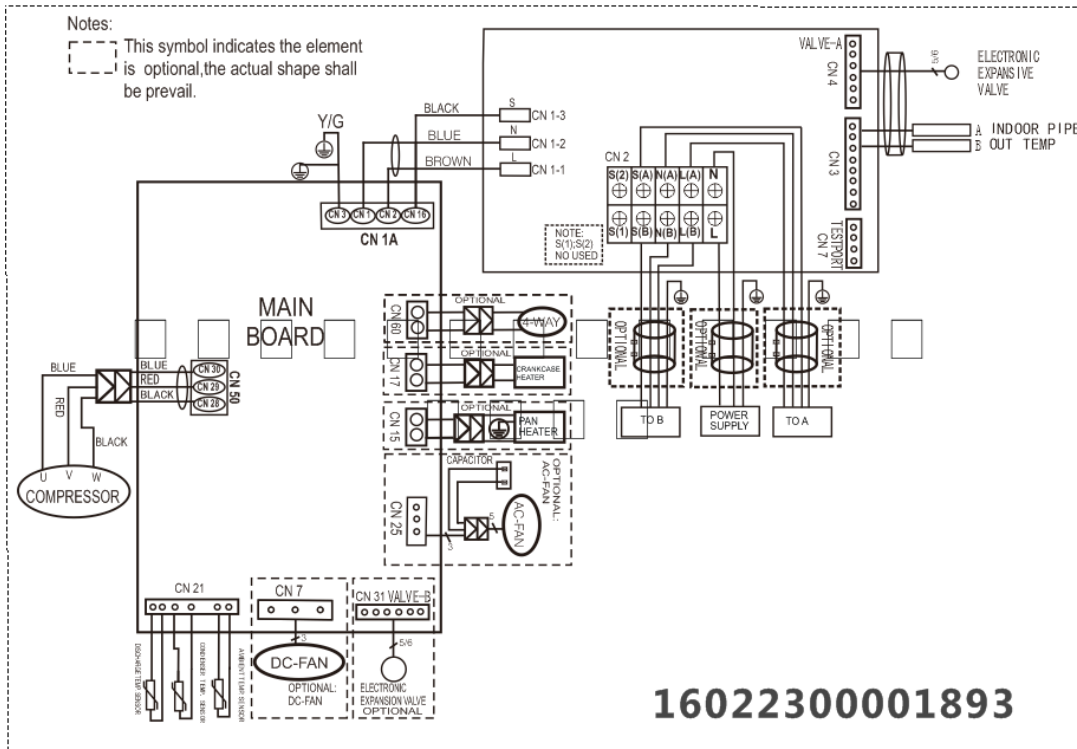 Notes:
This symbol indicates the element
is optional,the actual shape shall
be prevail.
Y/G
BLACK
BLUE
BROWN
S
N
L
CN 1-3
CN 1-2
CN 1-1
CN 3
CN 1
CN 2
CN 16
CN 1A
VALVE-A
CN 4
5/6
ELECTRONIC
EXPANSIVE
VALVE
A INDOOR PIPE
B OUT TEMP
CN 3
TESTPORT
CN 7
CN 2
S(2) S(A) N(A) L(A) N
S(1) S(B) N(B) L(B) L
NOTE:
S(1);S(2)
NO USED
MAIN
BOARD
OPTIONAL
CN 60
4-WAY
OPTIONAL
CN 17
CRANKCASE
HEATER
OPTIONAL
CN 15
PAN
HEATER
OPTIONAL
OPTIONAL
OPTIONAL
TO B
POWER
SUPPLY
TO A
BLUE
RED
BLACK
BLUE
RED
BLACK
CN 30
CN 29
CN 28
CN 50
U
V
W
COMPRESSOR
CAPACITOR
OPTIONAL:
AC-FAN
CN 25
3
5
AC-FAN
CN 21
DISCHARGE TEMP. SENSOR
CONDENSER TEMP. SENSOR
AMBIENT TEMP. SENSOR
CN 7
3
DC-FAN
OPTIONAL:
DC-FAN
CN 31 VALVE-B
5/6
ELECTRONIC
EXPANSION VALVE
OPTIONAL
16022300001893